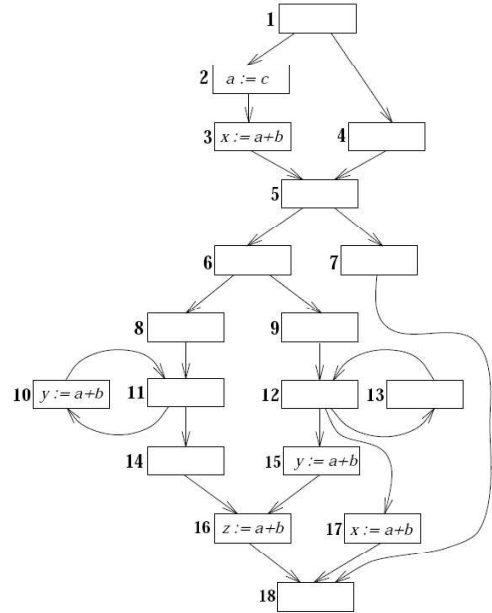 1
2 a := c
3 x := a+b 4
5
6 7
8 9
10 y := a+b 11 12 13
14 15 y := a+b
16 z := a+b 17 x := a+b
18